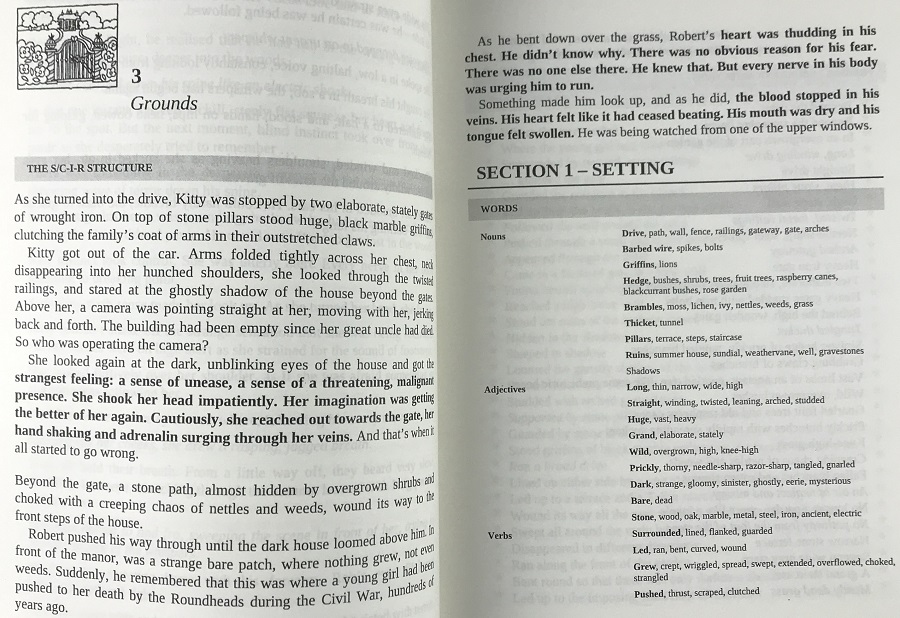 3
Grounds
THE S/C-I-R STRUCTURE
As she turned into the drive, Kitty was stopped by two elaborate, stately gates
of wrought iron. On top of stone pillars stood huge, black marble griffins,
clutching the family's coat of arms in their outstretched claws.
Kitty got out of the car. Arms folded tightly across her chest, neck
disappearing into her hunched shoulders, she looked through the twisted
railings, and stared at the ghostly shadow of the house beyond the gates.
Above her, a camera was pointing straight at her, moving with her, jerking
back and forth. The building had been empty since her great uncle had died.
So who was operating the camera?
She looked again at the dark, unblinking eyes of the house and got the
strangest feeling: a sense of unease, a sense of a threatening, malignant
presence. She shook her head impatiently. Her imagination was getting
the better of her again. Cautiously, she reached out towards the gate, her
hand shaking and adrenalin surging through her veins. And that's when it
all started to go wrong.
Beyond the gate, a stone path, almost hidden by overgrown shrubs and
choked with a creeping chaos of nettles and weeds, wound its way to the
front steps of the house.
Robert pushed his way through until the dark house loomed above him. In
front of the manor, was a strange bare patch, where nothing grew, not even
weeds. Suddenly, he remembered that this was where a young girl had been
pushed to her death by the Roundheads during the Civil War, hundreds of
years ago.
As he bent down over the grass, Robert's heart was thudding in his
chest. He didn't know why. There was no obvious reason for his fear.
There was no one else there. He knew that. But every nerve in his body
was urging him to run.
Something made him look up, and as he did, the blood stopped in his
veins. His heart felt like it had ceased beating. His mouth was dry and his
tongue felt swollen. He was being watched from one of the upper windows.
SECTION 1 – SETTING
WORDS
Nouns Drive, path, wall, fence, railings, gateway, gate, arches
Barbed wire, spikes, bolts
Griffins, lions
Hedge, bushes, shrubs, trees, fruit trees, raspberry canes,
blackcurrant bushes, rose garden
Brambles, moss, lichen, ivy, nettles, weeds, grass
Thicket, tunnel
Pillars, terrace, steps, staircase
Ruins, summer house, sundial, weathervane, well, gravestones
Shadows
Adjectives Long, thin, narrow, wide, high
Straight, winding, twisted, leaning, arched, studded
Huge, vast, heavy
Grand, elaborate, stately
Wild, overgrown, high, knee-high
Prickly, thorny, needle-sharp, razor-sharp, tangled, gnarled
Dark, strange, gloomy, sinister, ghostly, eerie, mysterious
Bare, dead
Stone, wood, oak, marble, metal, steel, iron, ancient, electric
Verbs Surrounded, lined, flanked, guarded
Led, ran, bent, curved, wound
Grew, crept, wriggled, spread, swept, extended, overflowed, choked,
strangled
Pushed, thrust, scraped, clutched